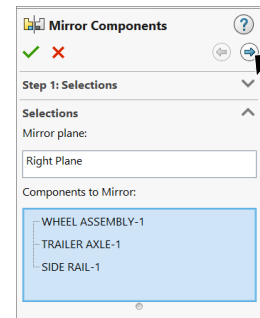 Mirror Components
?
Step 1: Selections
Selections
Mirror plane:
Right Plane
Components to Mirror:
WHEEL ASSEMBLY-1
TRAILER AXLE-1
SIDE RAIL-1